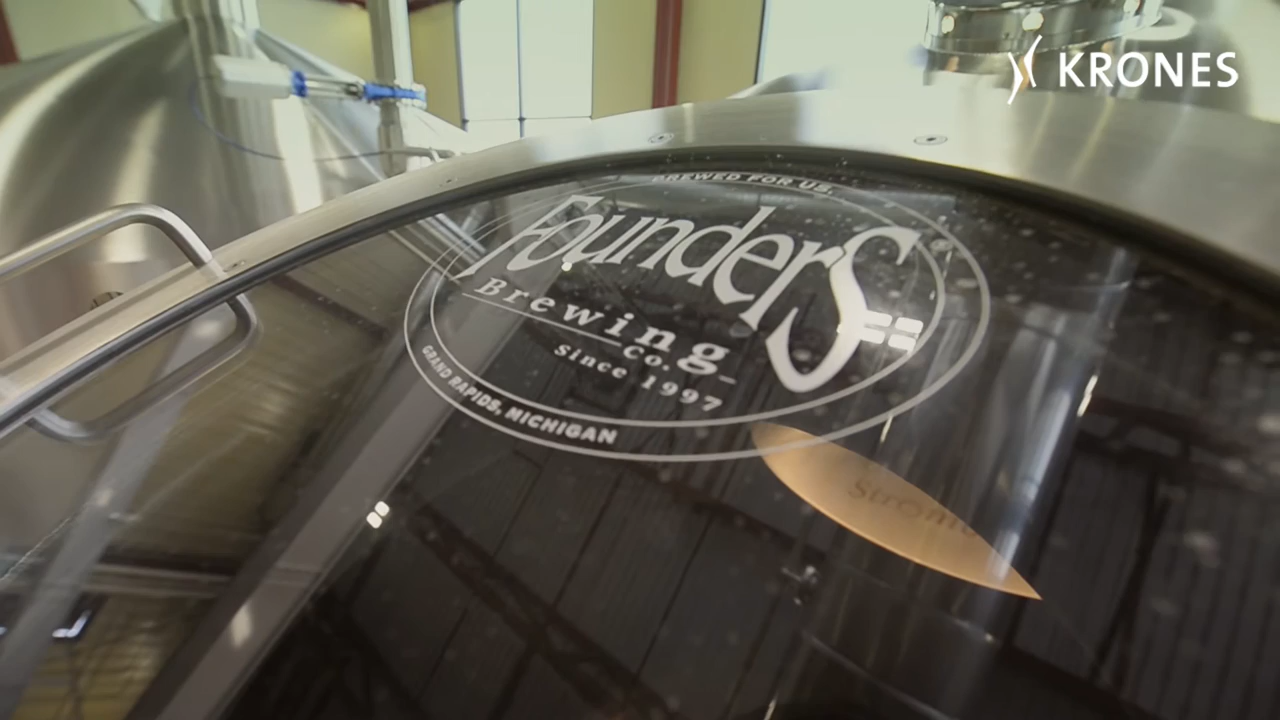 KRONES
BREWED FOR US.
FounderS
Brewing
Co.
Since 1997
GRAND RAPIDS, MICHIGAN